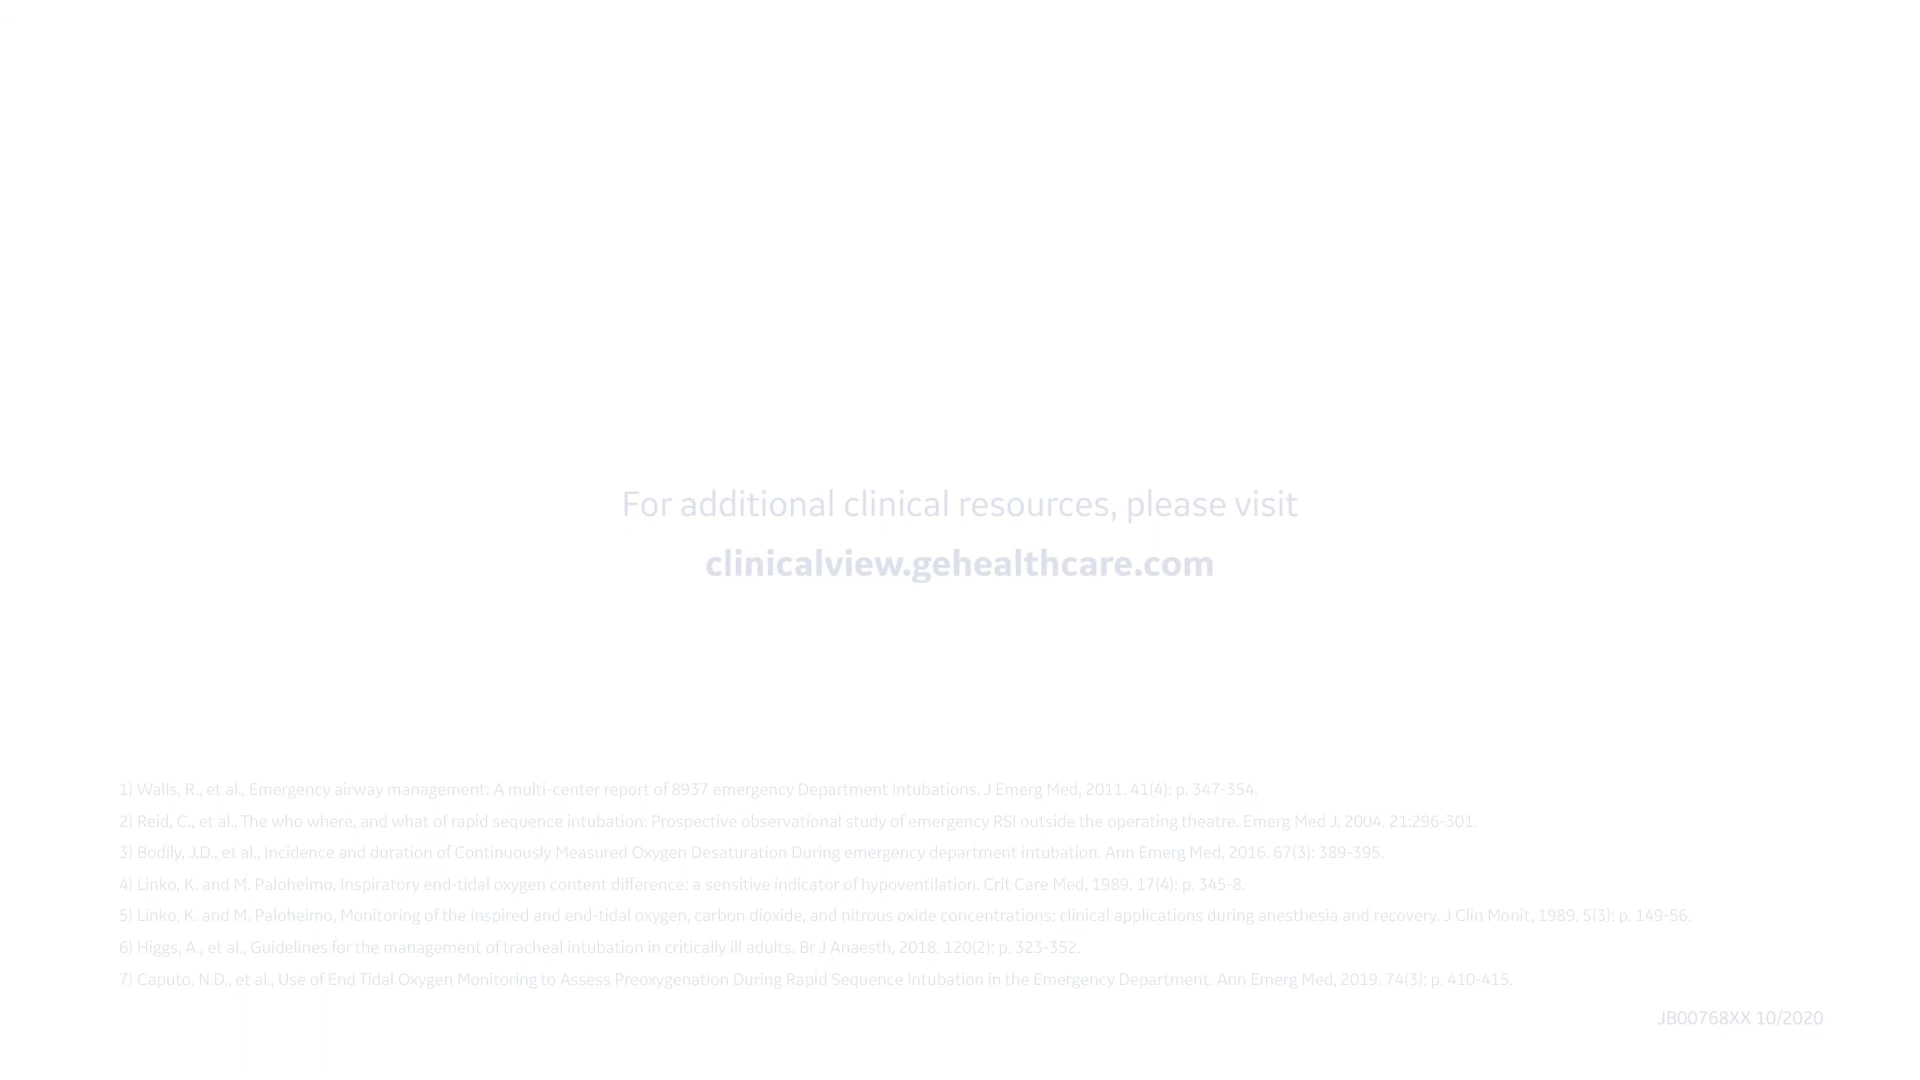 For additional clinical resources, please visit
clinicalview.gehealthcare.com
1) Walls, R., et al., Emergency airway management: A multi-center report of 8937 emergency Department Intubations. J Emerg Med, 2011. 41(4): p. 347-354.
2) Reid, C., et al., The who where, and what of rapid sequence intubation: Prospective observational study of emergency RSI outside the operating theatre. Emerg Med J, 2004. 21:296-301.
3) Bodily, J.D., et al., Incidence and duration of Continuously Measured Oxygen Desaturation During emergency department intubation. Ann Emerg Med, 2016. 67(3): 389-395.
4) Linko, K. and M. Paloheimo, Inspiratory end-tidal oxygen content difference: a sensitive indicator of hypoventilation. Crit Care Med, 1989. 17(4): p. 345-8.
5) Linko, K. and M. Paloheimo, Monitoring of the inspired and end-tidal oxygen, carbon dioxide, and nitrous oxide concentrations: clinical applications during anesthesia and recovery. J Clin Monit, 1989. 5(3): p. 149-56.
6) Higgs, A., et al., Guidelines for the management of tracheal intubation in critically ill adults. Br J Anaesth, 2018. 120(2): p. 323-352.
7) Caputo, N.D., et al., Use of End Tidal Oxygen Monitoring to Assess Preoxygenation During Rapid Sequence Intubation in the Emergency Department. Ann Emerg Med, 2019. 74(3): p. 410-415.
JB00768XX 10/2020